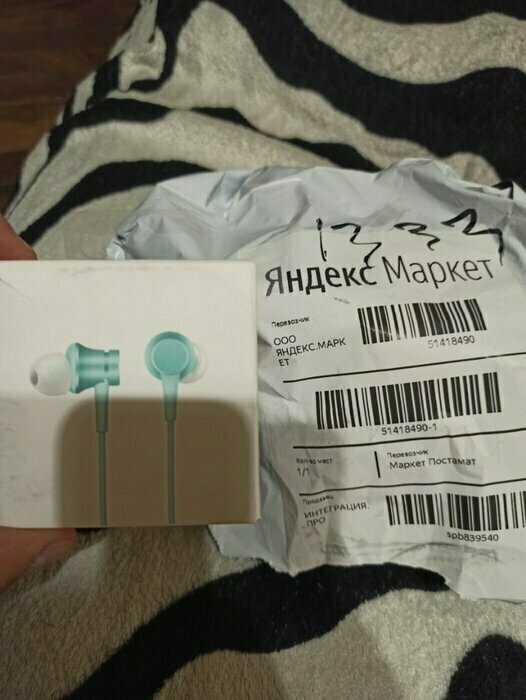 1333
Яндекс Маркет
Перевозчик
ООО
ЯНДЕКС.МАРК
ЕТ
51418490
51418490-1
Кол-во мест
1/1
Перевозчик
Маркет Постамат
Продавец
ИНТЕГРАЦИЯ.
ПРО
spb839540